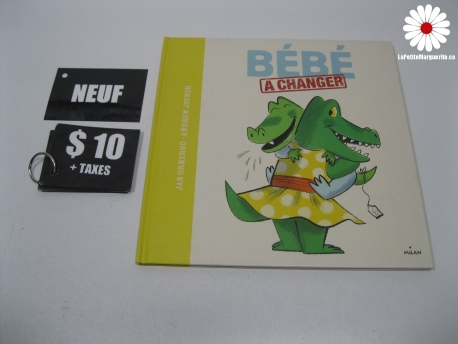 NEUF
$ 10
+ TAXES
BÉBÉ
À CHANGER
MILAN
LaPetiteMarguerite.ca